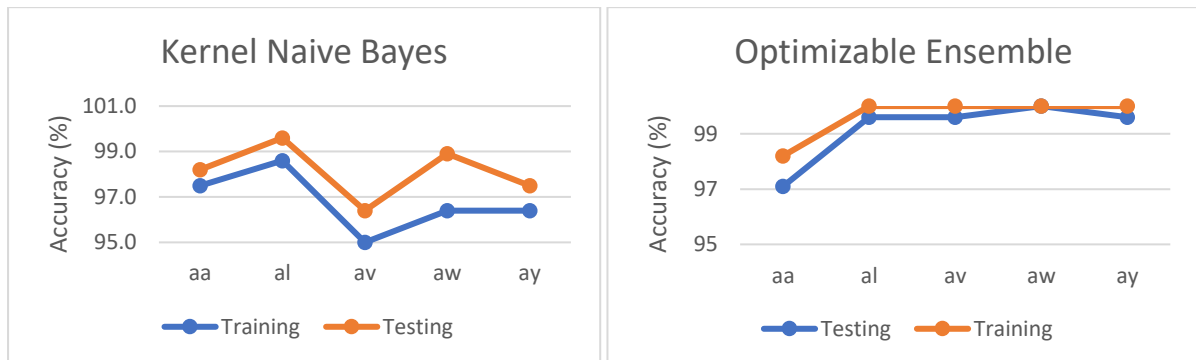 Kernel Naive Bayes
Accuracy (%)
101.0
99.0
97.0
95.0
aa al av aw ay
Training Testing
Optimizable Ensemble
Accuracy (%)
99
97
95
aa al av aw ay
Testing Training